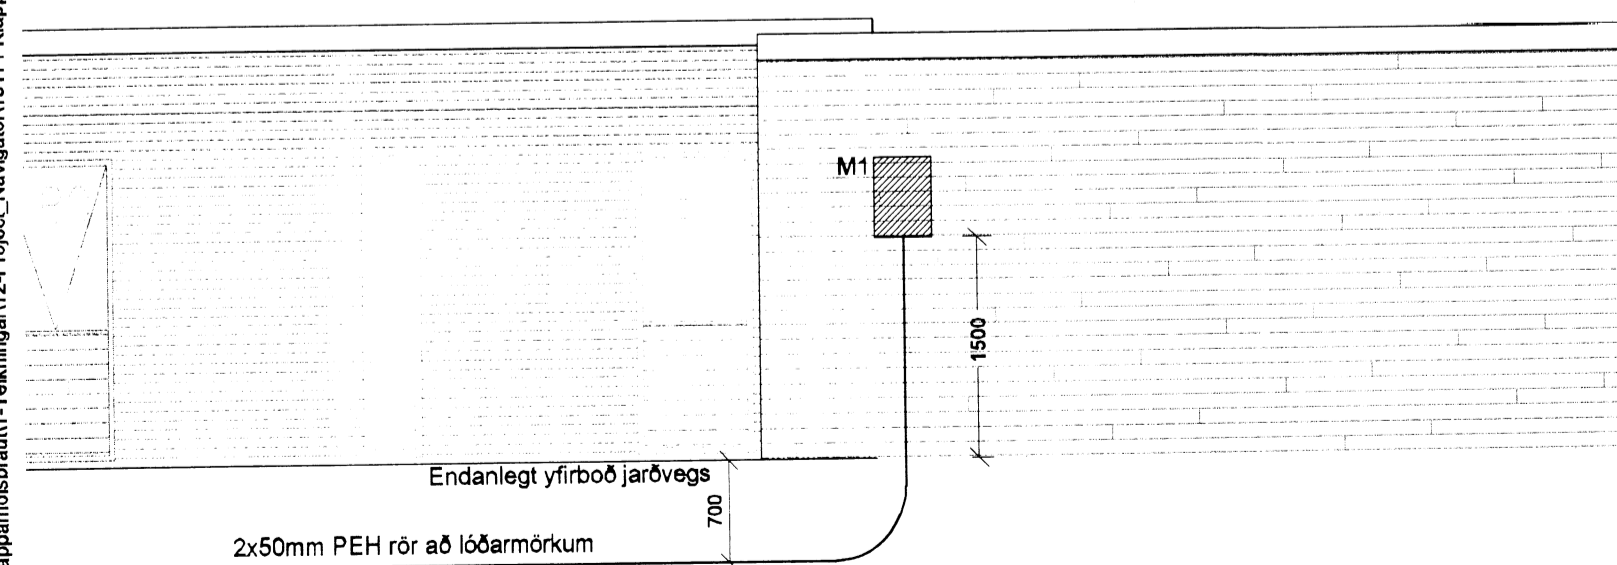 M1
1500
Endanlegt yfirboð jarðvegs
700
2x50mm PEH rör að lóðarmörkum